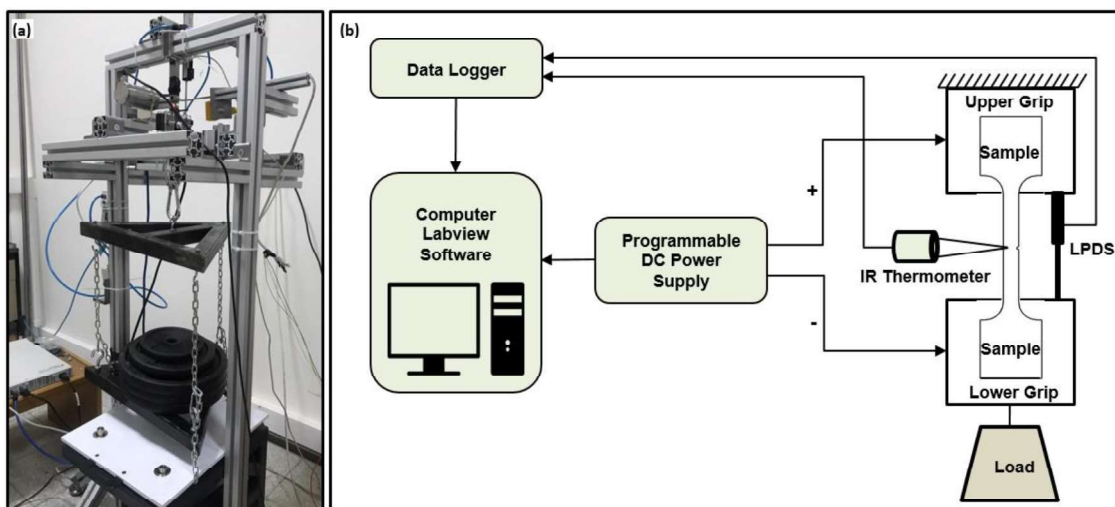 (a)
(b)
Data Logger
Computer
Labview
Software
Programmable
DC Power
Supply
+
-
IR Thermometer
Upper Grip
Sample
LPDS
Sample
Lower Grip
Load